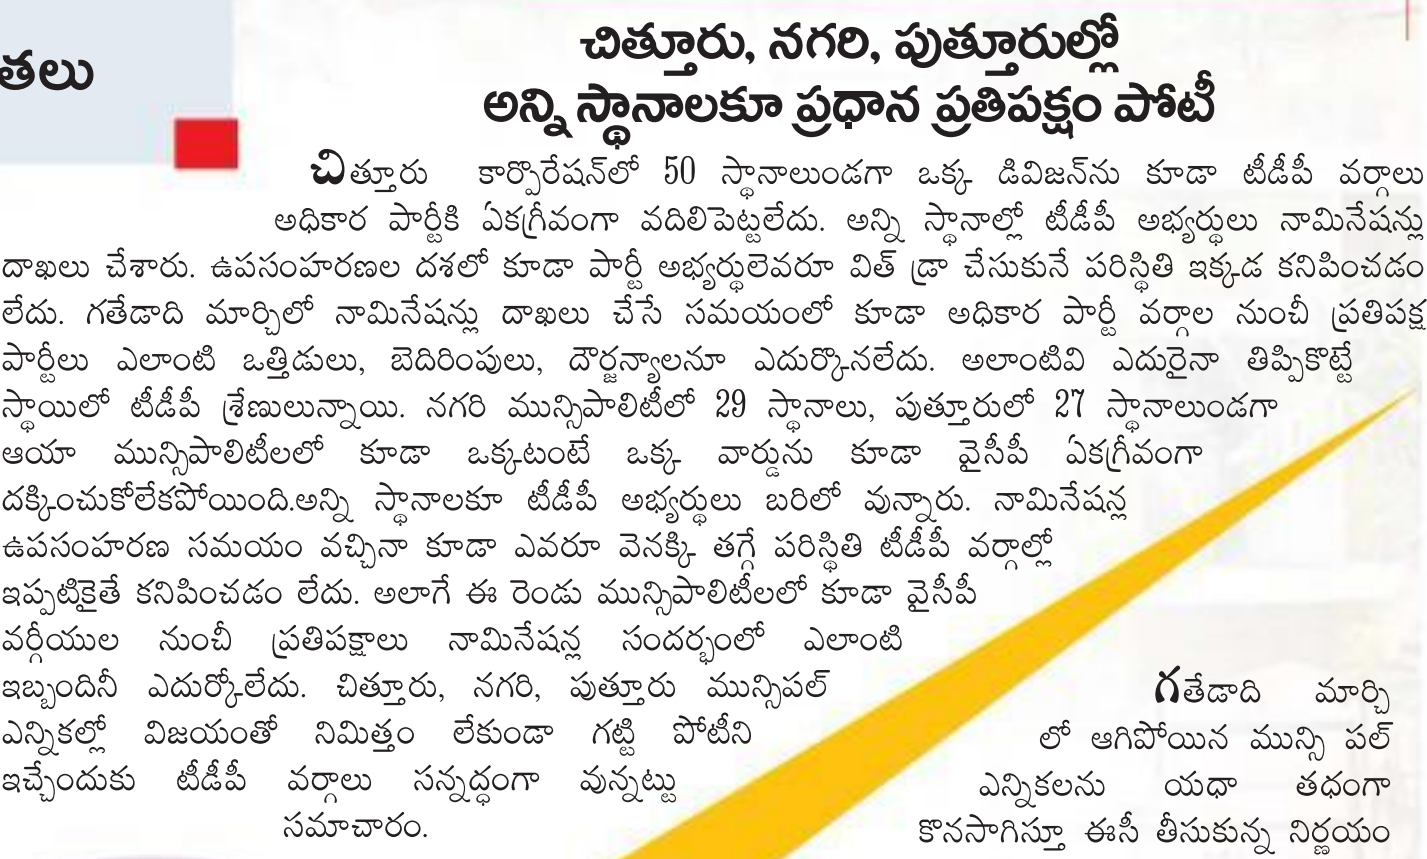 తలు
చిత్తూరు, నగరి, పుత్తూరుల్లో
అన్ని స్థానాలకూ ప్రధాన ప్రతిపక్షం పోటీ
చిత్తూరు కార్పొరేషన్‌లో 50 స్థానాలుండగా ఒక్క డివిజన్‌ను కూడా టీడీపీ వర్గాలు
అధికార పార్టీకి ఏకగ్రీవంగా వదిలిపెట్టలేదు. అన్ని స్థానాల్లో టీడీపీ అభ్యర్థులు నామినేషన్లు
దాఖలు చేశారు. ఉపసంహరణల దశలో కూడా పార్టీ అభ్యర్థులెవరూ విత్ డ్రా చేసుకునే పరిస్థితి ఇక్కడ కనిపించడం
లేదు. గతేడాది మార్చిలో నామినేషన్లు దాఖలు చేసే సమయంలో కూడా అధికార పార్టీ వర్గాల నుంచీ ప్రతిపక్ష
పార్టీలు ఎలాంటి ఒత్తిడులు, బెదిరింపులు, దౌర్జన్యాలనూ ఎదుర్కొనలేదు. అలాంటివి ఎదురైనా తిప్పికొట్టే
స్థాయిలో టీడీపీ శ్రేణులున్నాయి. నగరి మున్సిపాలిటీలో 29 స్థానాలు, పుత్తూరులో 27 స్థానాలుండగా
ఆయా మున్సిపాలిటీలలో కూడా ఒక్కటంటే ఒక్క వార్డును కూడా వైసీపీ ఏకగ్రీవంగా
దక్కించుకోలేకపోయింది.అన్ని స్థానాలకూ టీడీపీ అభ్యర్థులు బరిలో వున్నారు. నామినేషన్ల
ఉపసంహరణ సమయం వచ్చినా కూడా ఎవరూ వెనక్కి తగ్గే పరిస్థితి టీడీపీ వర్గాల్లో
ఇప్పటికైతే కనిపించడం లేదు. అలాగే ఈ రెండు మున్సిపాలిటీలలో కూడా వైసీపీ
వర్గీయుల నుంచీ ప్రతిపక్షాలు నామినేషన్ల సందర్భంలో ఎలాంటి
ఇబ్బందినీ ఎదుర్కోలేదు. చిత్తూరు, నగరి, పుత్తూరు మున్సిపల్
ఎన్నికల్లో విజయంతో నిమిత్తం లేకుండా గట్టి పోటీని
ఇచ్చేందుకు టీడీపీ వర్గాలు సన్నద్ధంగా వున్నట్టు
సమాచారం.
గతేడాది మార్చి
లో ఆగిపోయిన మున్సి పల్
ఎన్నికలను యధా తధంగా
కొనసాగిస్తూ ఈసీ తీసుకున్న నిర్ణయం